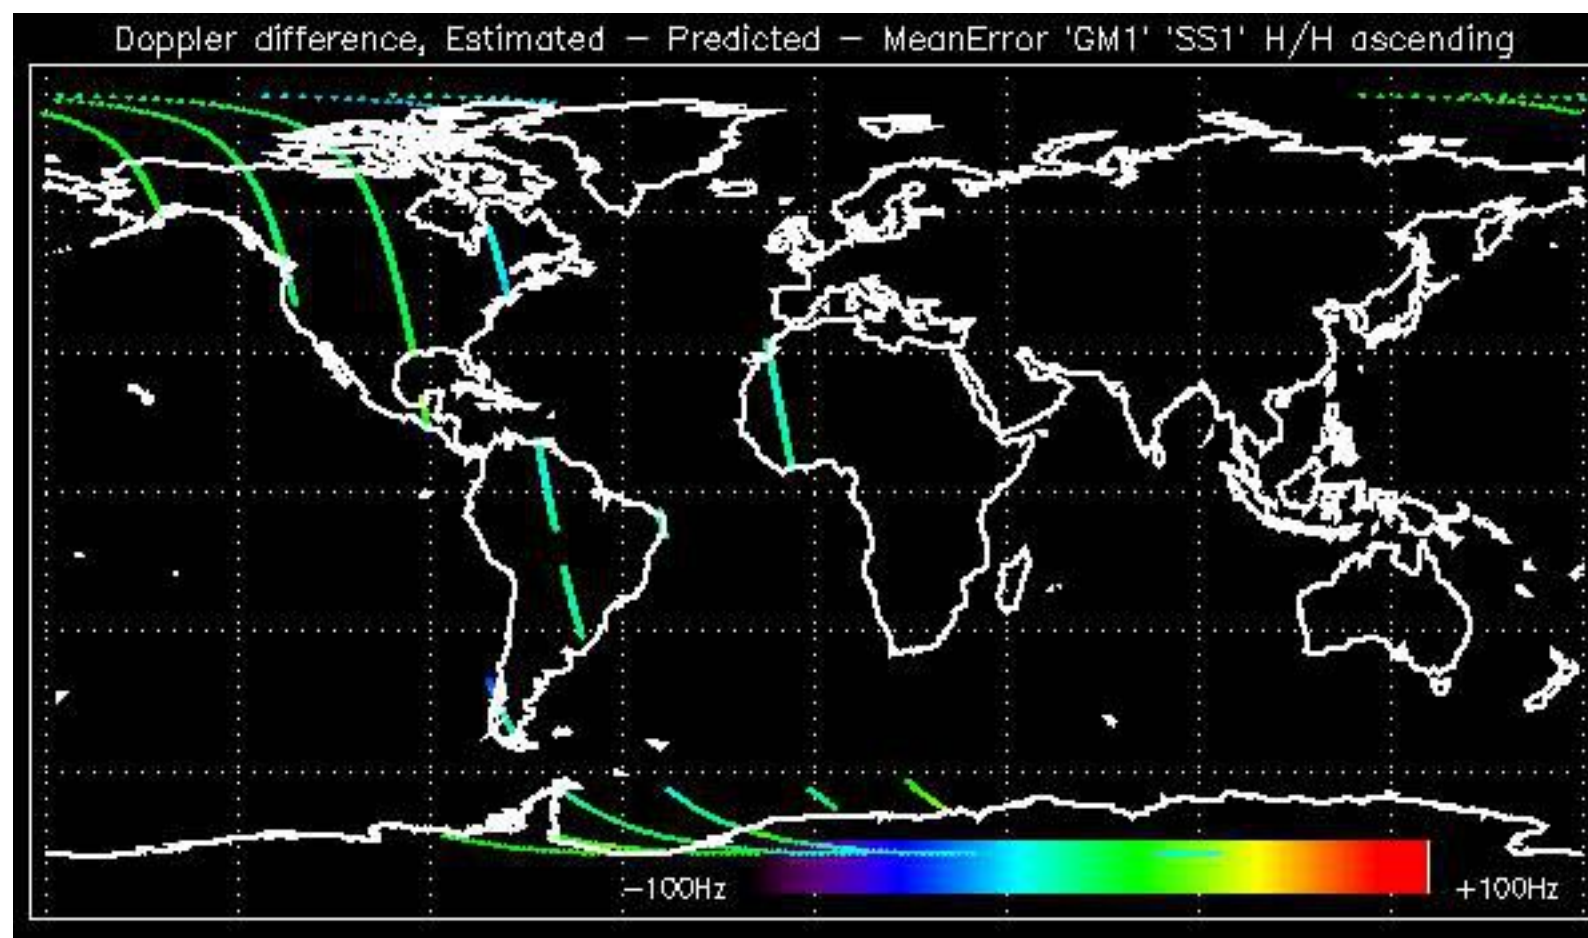 Doppler difference, Estimated – Predicted – MeanError 'GM1' 'SS1' H/H ascending
−100Hz +100Hz